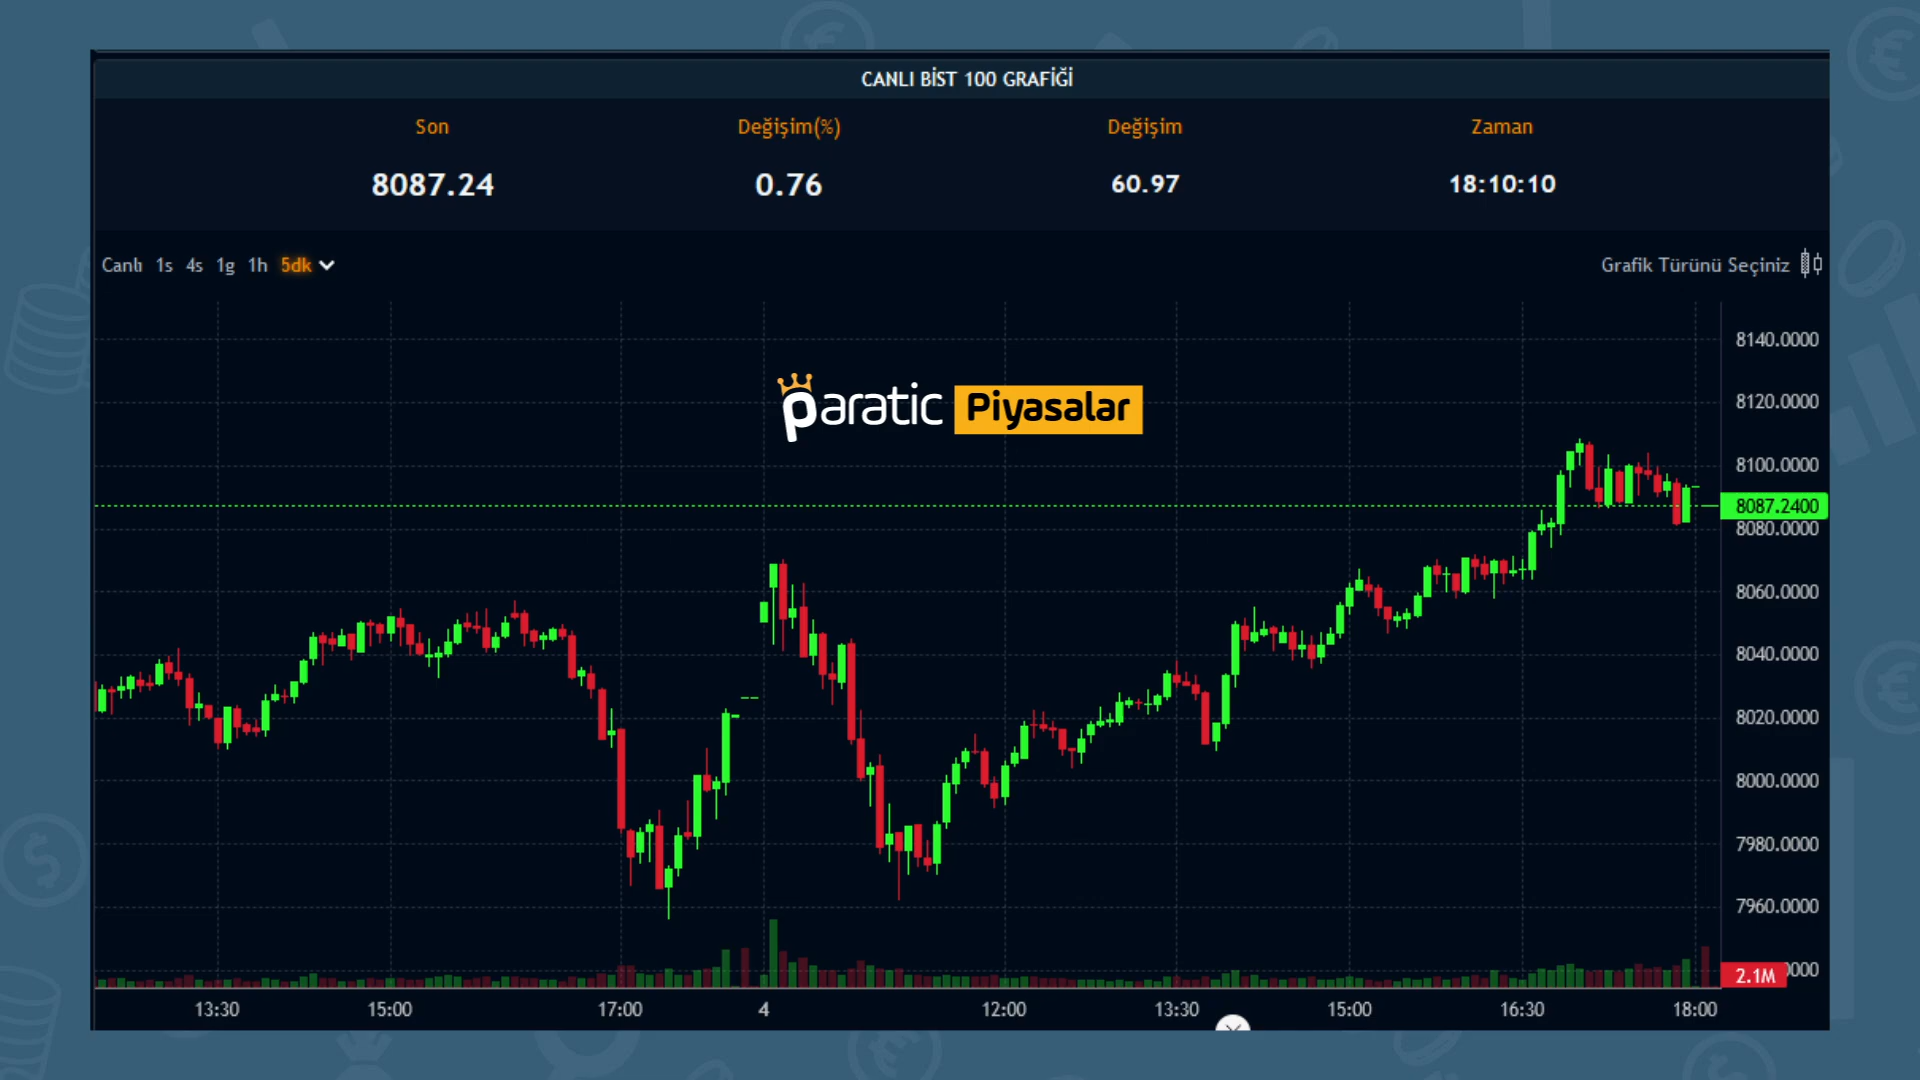 CANLI BİST 100 GRAFİĞİ
Son Değişim(%) Değişim Zaman
8087.24 0.76 60.97 18:10:10
Canlı 1s 4s 1g 1h 5dk Grafik Türünü Seçiniz
8140.0000
paratic Piyasalar
8120.0000
8100.0000
8087.2400
8080.0000
8060.0000
8040.0000
8020.0000
8000.0000
7980.0000
7960.0000
2.1M
13:30 15:00 17:00 4 12:00 13:30 15:00 16:30 18:00